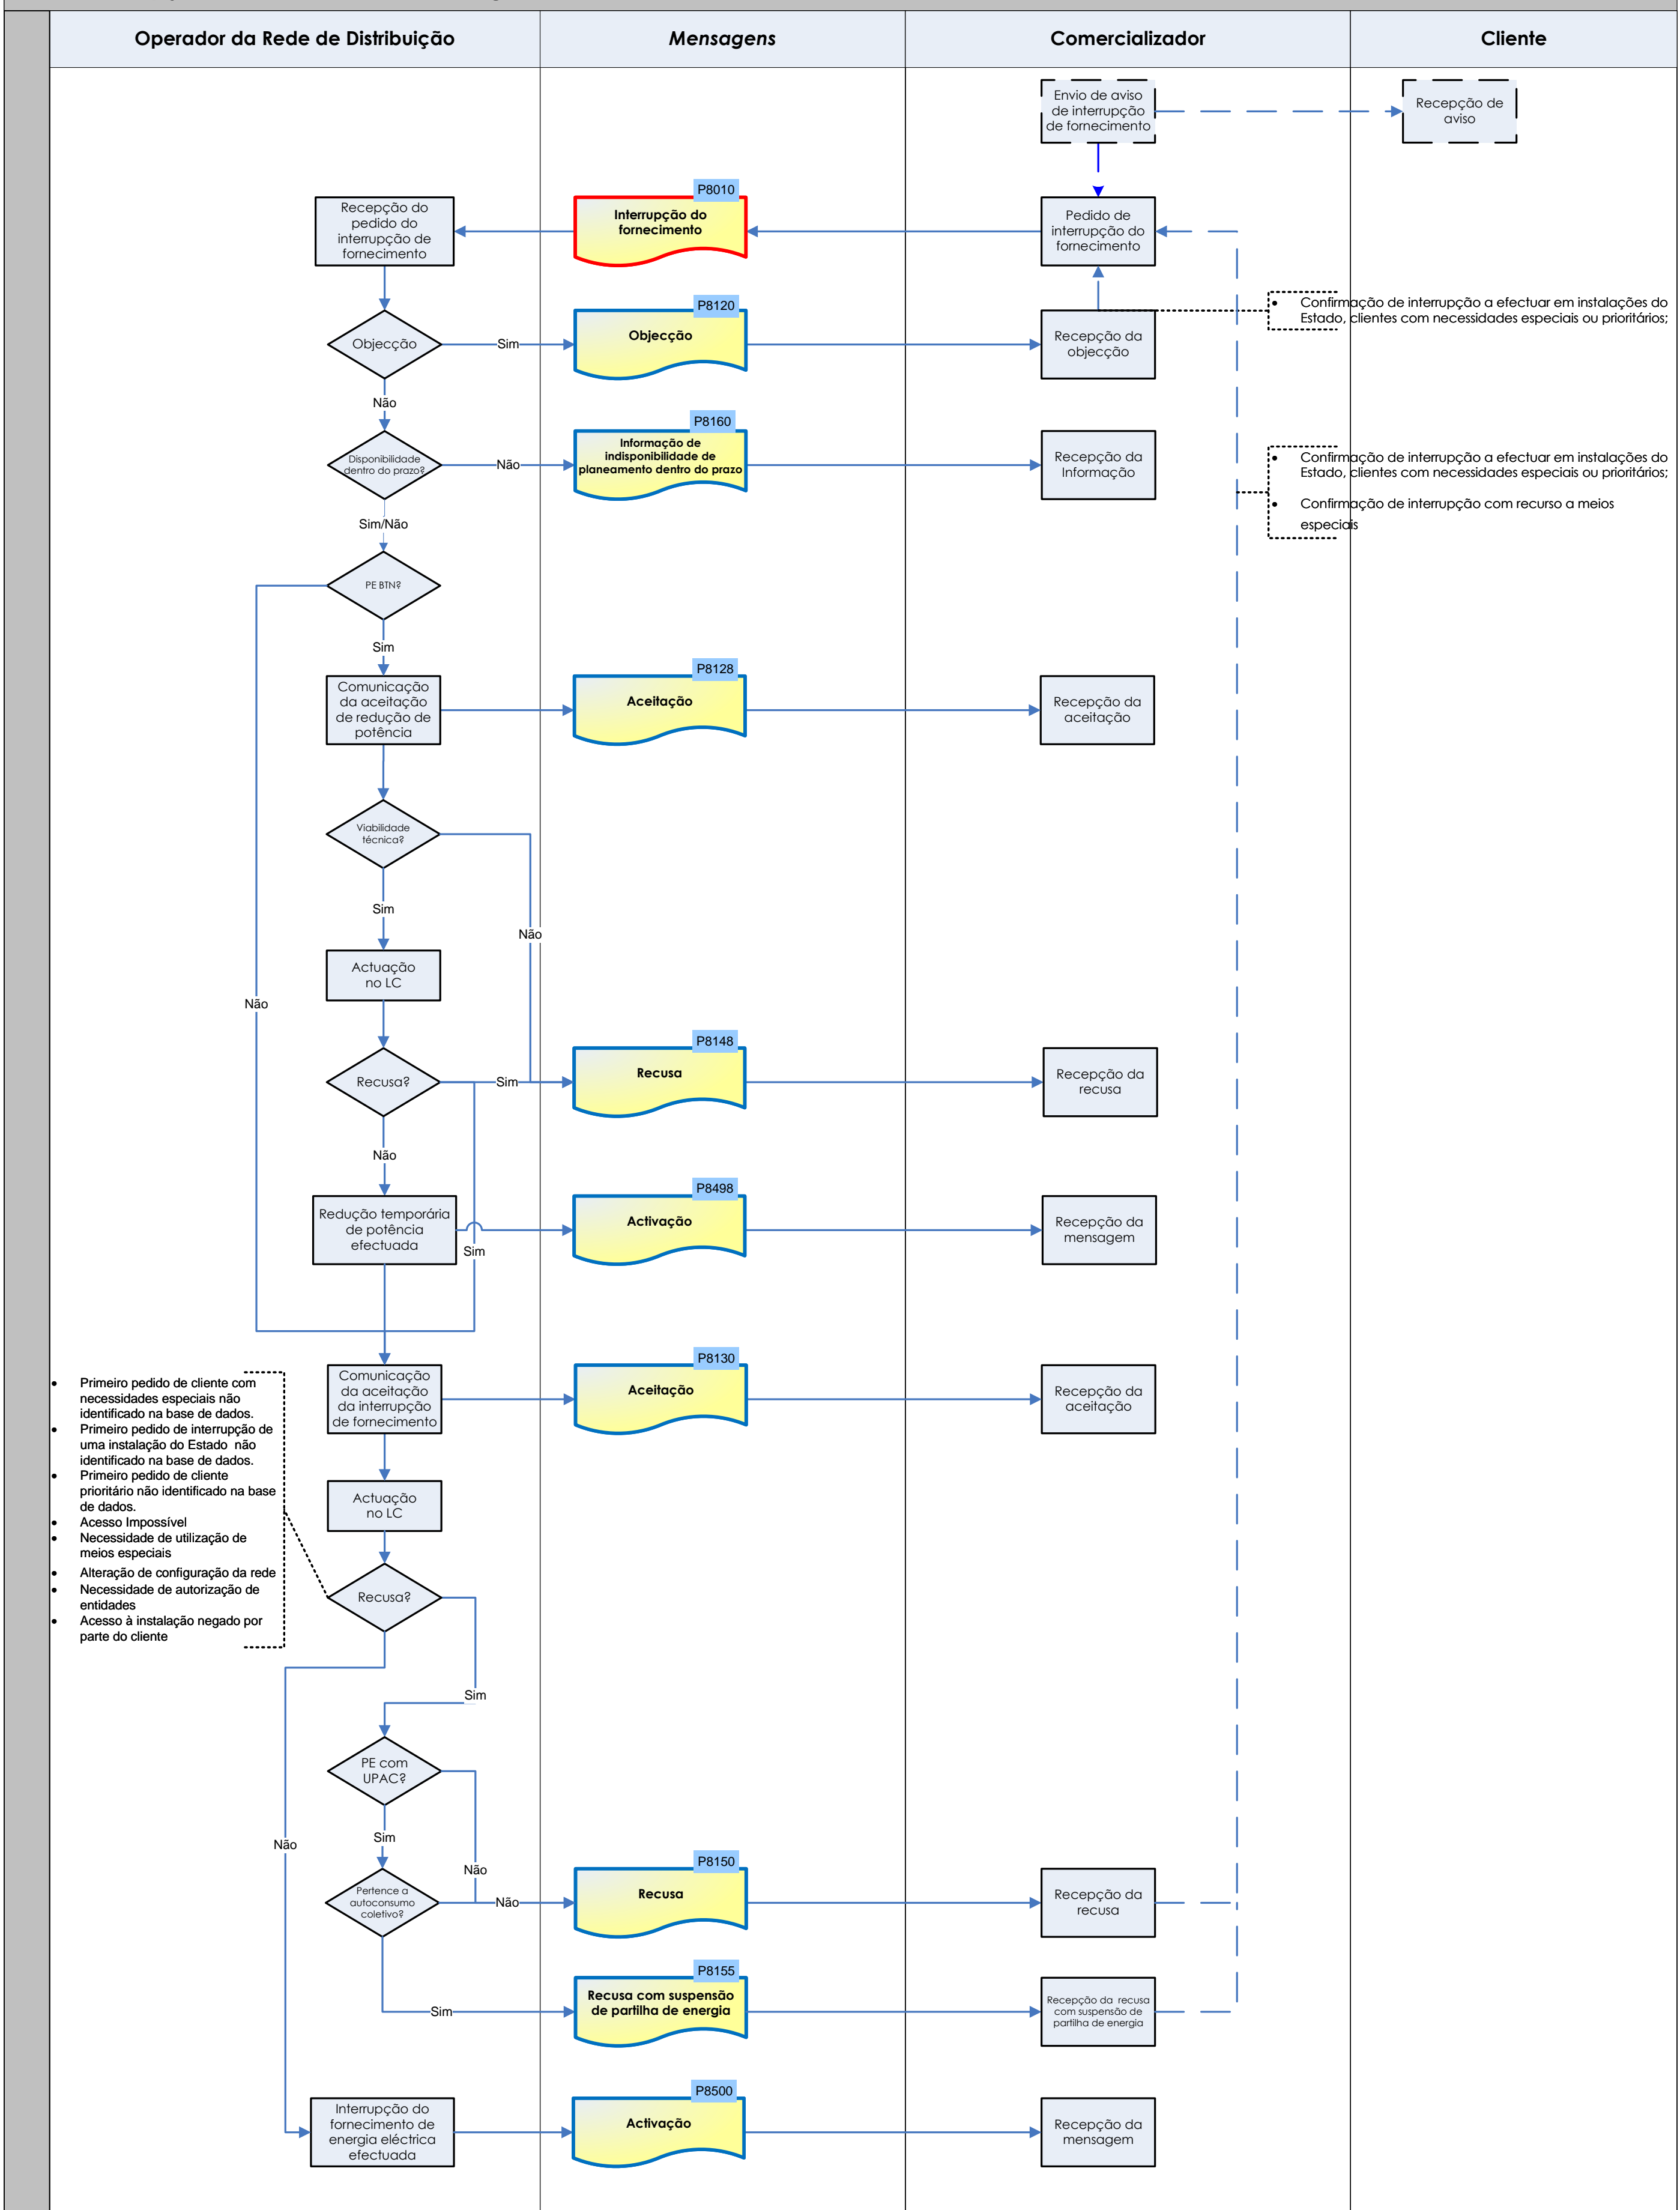 Operador da Rede de Distribuição
Mensagens
Comercializador
Cliente
Envio de aviso
de interrupção
de fornecimento
Recepção de
aviso
P8010
Recepção do
pedido do
interrupção de
fornecimento
Interrupção do
fornecimento
Pedido de
interrupção do
fornecimento
• Confirmação de interrupção a efectuar em instalações do
Estado, clientes com necessidades especiais ou prioritários;
P8120
Objecção
Sim
Objecção
Recepção da
objecção
Não
P8160
Disponibilidade
dentro do prazo?
Não
Informação de
indisponibilidade de
planeamento dentro do prazo
Recepção da
Informação
• Confirmação de interrupção a efectuar em instalações do
Estado, clientes com necessidades especiais ou prioritários;
• Confirmação de interrupção com recurso a meios
especiais
Sim/Não
PE BTN?
Sim
P8128
Comunicação
da aceitação
de redução de
potência
Aceitação
Recepção da
aceitação
Viabilidade
técnica?
Sim
Não
Actuação
no LC
Não
P8148
Recusa?
Sim
Recusa
Recepção da
recusa
Não
P8498
Redução temporária
de potência
efectuada
Sim
Activação
Recepção da
mensagem
P8130
Comunicação
da aceitação
da interrupção
de fornecimento
Aceitação
Recepção da
aceitação
• Primeiro pedido de cliente com
necessidades especiais não
identificado na base de dados.
• Primeiro pedido de interrupção de
uma instalação do Estado não
identificado na base de dados.
• Primeiro pedido de cliente
prioritário não identificado na base
de dados.
• Acesso Impossível
• Necessidade de utilização de
meios especiais
• Alteração de configuração da rede
• Necessidade de autorização de
entidades
• Acesso à instalação negado por
parte do cliente
Actuação
no LC
Recusa?
Sim
PE com
UPAC?
Não
Sim
Não
P8150
Pertence a
autoconsumo
coletivo?
Não
Recusa
Recepção da
recusa
P8155
Sim
Recusa com suspensão
de partilha de energia
Recepção da recusa
com suspensão de
partilha de energia
P8500
Interrupção do
fornecimento de
energia eléctrica
efectuada
Activação
Recepção da
mensagem